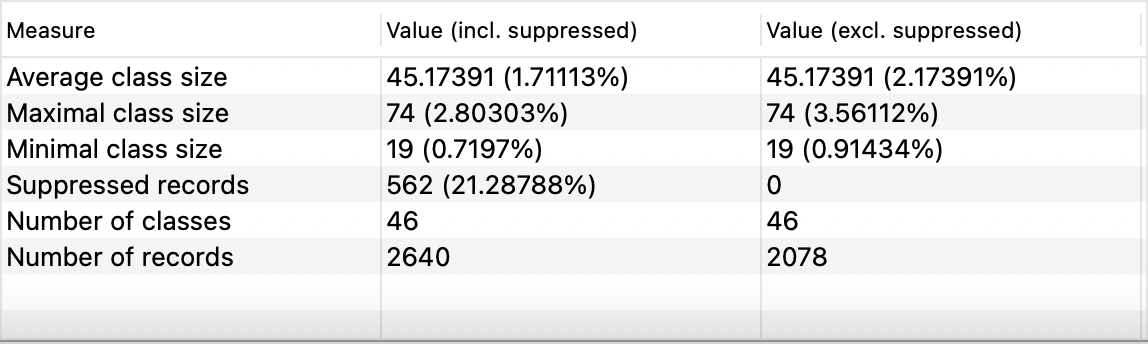 Measure Value (incl. suppressed) Value (excl. suppressed)
Average class size 45.17391 (1.71113%) 45.17391 (2.17391%)
Maximal class size 74 (2.80303%) 74 (3.56112%)
Minimal class size 19 (0.7197%) 19 (0.91434%)
Suppressed records 562 (21.28788%) 0
Number of classes 46 46
Number of records 2640 2078